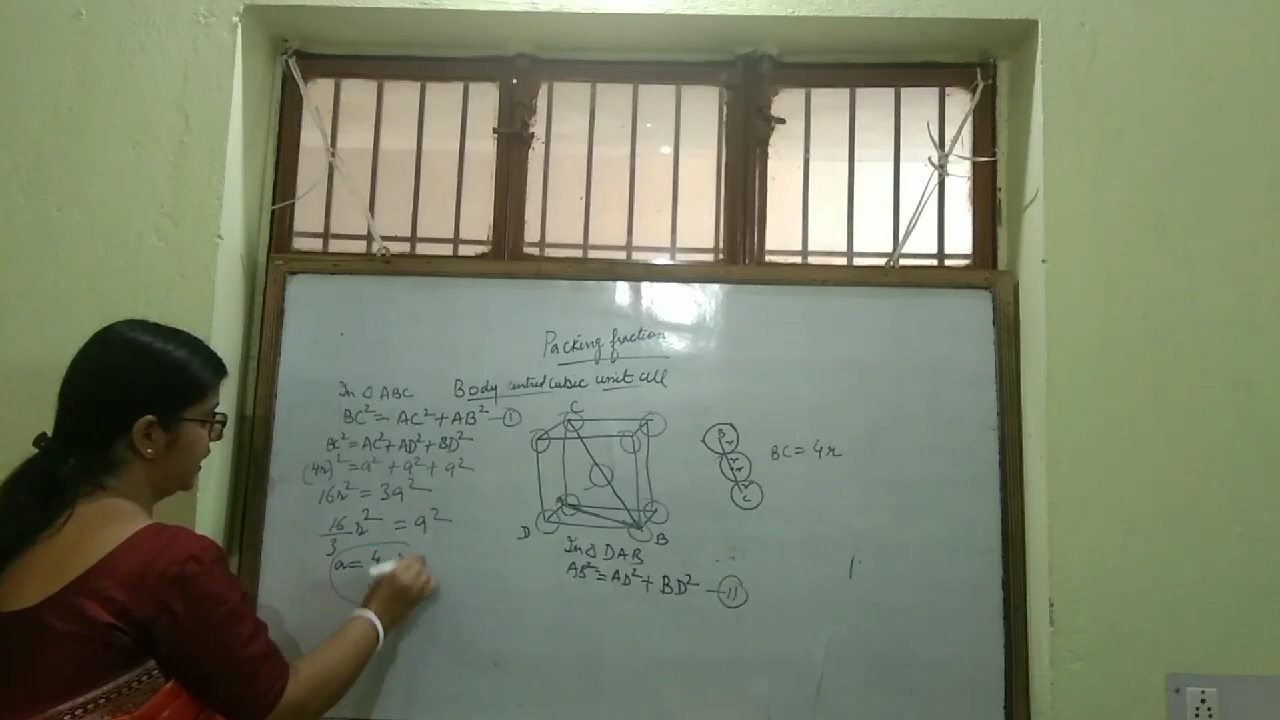 Packing fraction
Body centred cubic unit cell
In △ ABC
BC² = AC² + AB² - ①
BC² = AC² + AD² + BD²
(4r)² = a² + a² + a²
16r² = 3a²
16/3 r² = a²
a = 4
C
A
D
B
In △ DAB
AB² = AD² + BD² - ⑪
B
r
r
r
r
C
BC = 4r